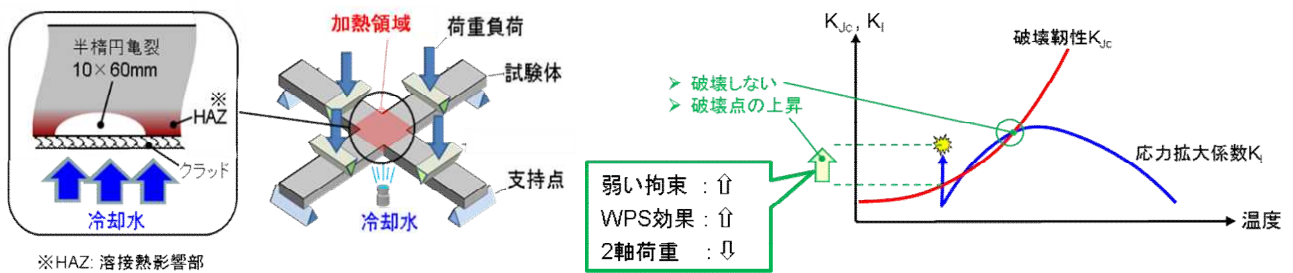 半楕円亀裂
10×60mm
※
HAZ
クラッド
冷却水
※HAZ: 溶接熱影響部
加熱領域
荷重負荷
試験体
支持点
冷却水
K_Jc, K_I
破壊靭性K_Jc
➢ 破壊しない
➢ 破壊点の上昇
応力拡大係数K_I
温度
弱い拘束 : ⇧
WPS効果 : ⇧
2軸荷重 : ⇩